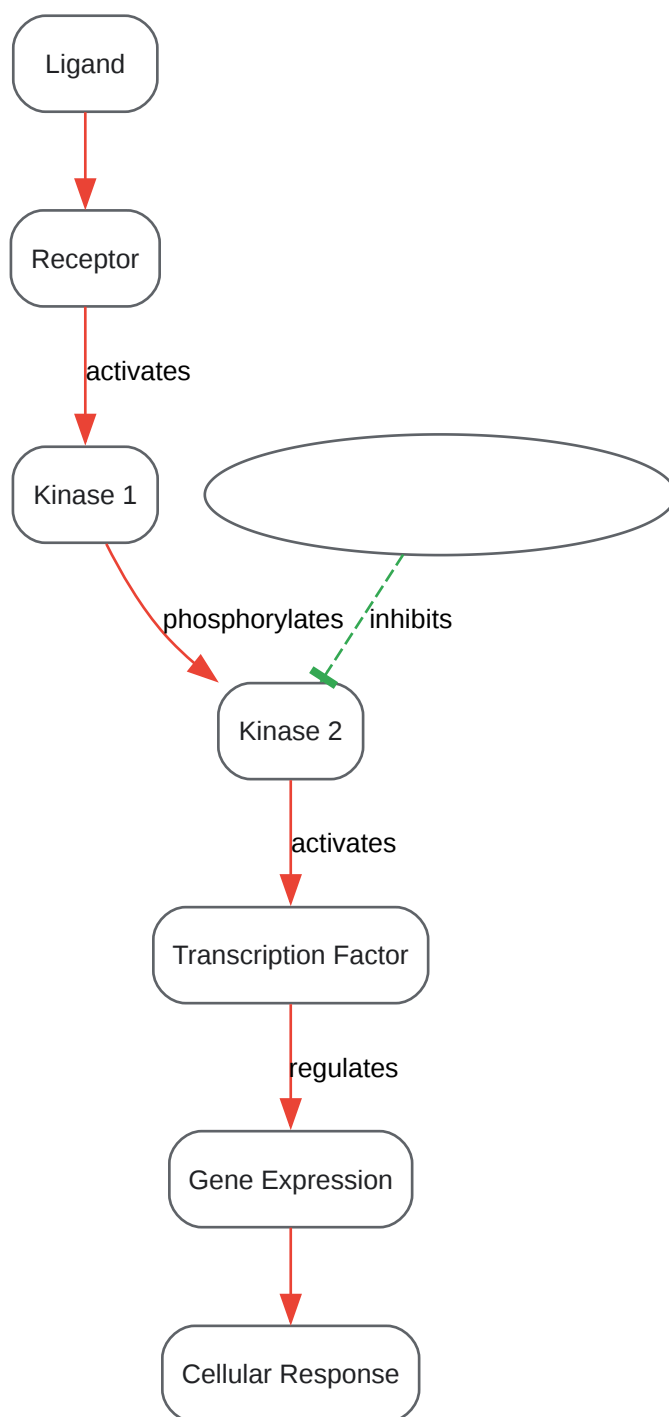 Ligand
Receptor
activates
Kinase 1
phosphorylates
inhibits
Kinase 2
activates
Transcription Factor
regulates
Gene Expression
Cellular Response